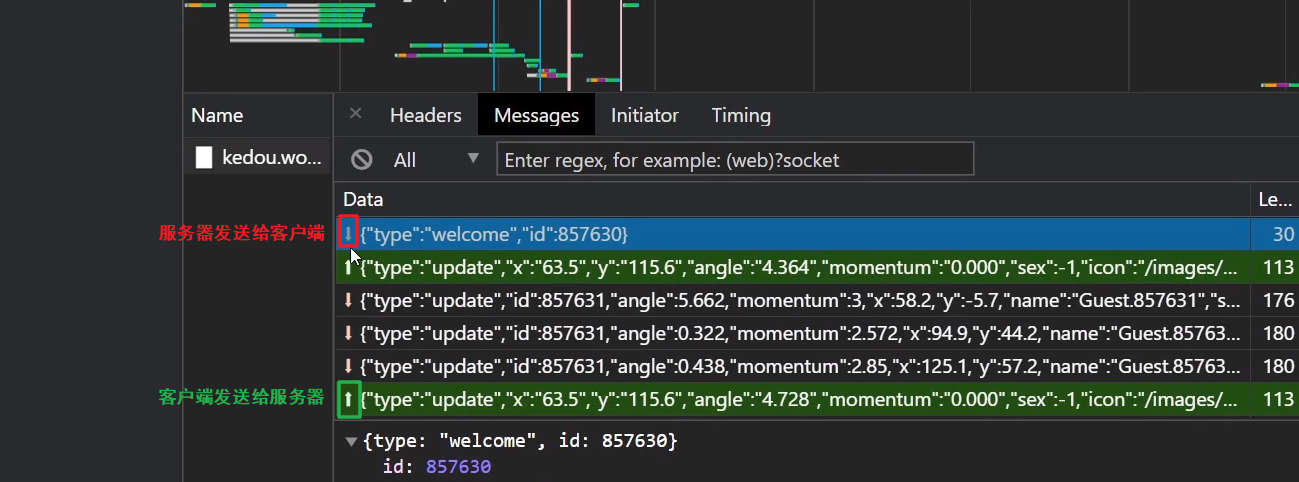 Name
Headers Messages Initiator Timing
kedou.wo...
All Enter regex, for example: (web)?socket
Data Le...
服务器发送给客户端 {"type":"welcome","id":857630} 30
{"type":"update","x":"63.5","y":"115.6","angle":"4.364","momentum":"0.000","sex":-1,"icon":"/images/... 113
{"type":"update","id":857631,"angle":5.662,"momentum":3,"x":58.2,"y":-5.7,"name":"Guest.857631","s... 176
{"type":"update","id":857631,"angle":0.322,"momentum":2.572,"x":94.9,"y":44.2,"name":"Guest.85763... 180
{"type":"update","id":857631,"angle":0.438,"momentum":2.85,"x":125.1,"y":57.2,"name":"Guest.85763... 180
客户端发送给服务器 {"type":"update","x":"63.5","y":"115.6","angle":"4.728","momentum":"0.000","sex":-1,"icon":"/images/... 113
{type: "welcome", id: 857630}
id: 857630